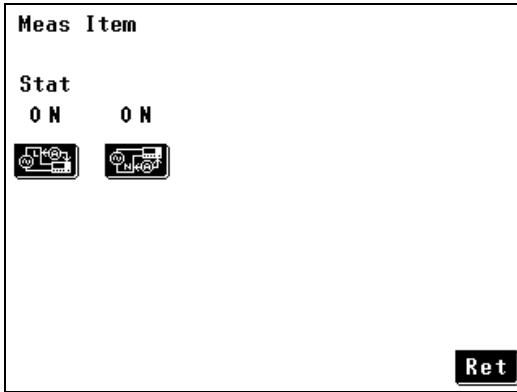 Meas Item
Stat
ON ON
L A
N A
Ret